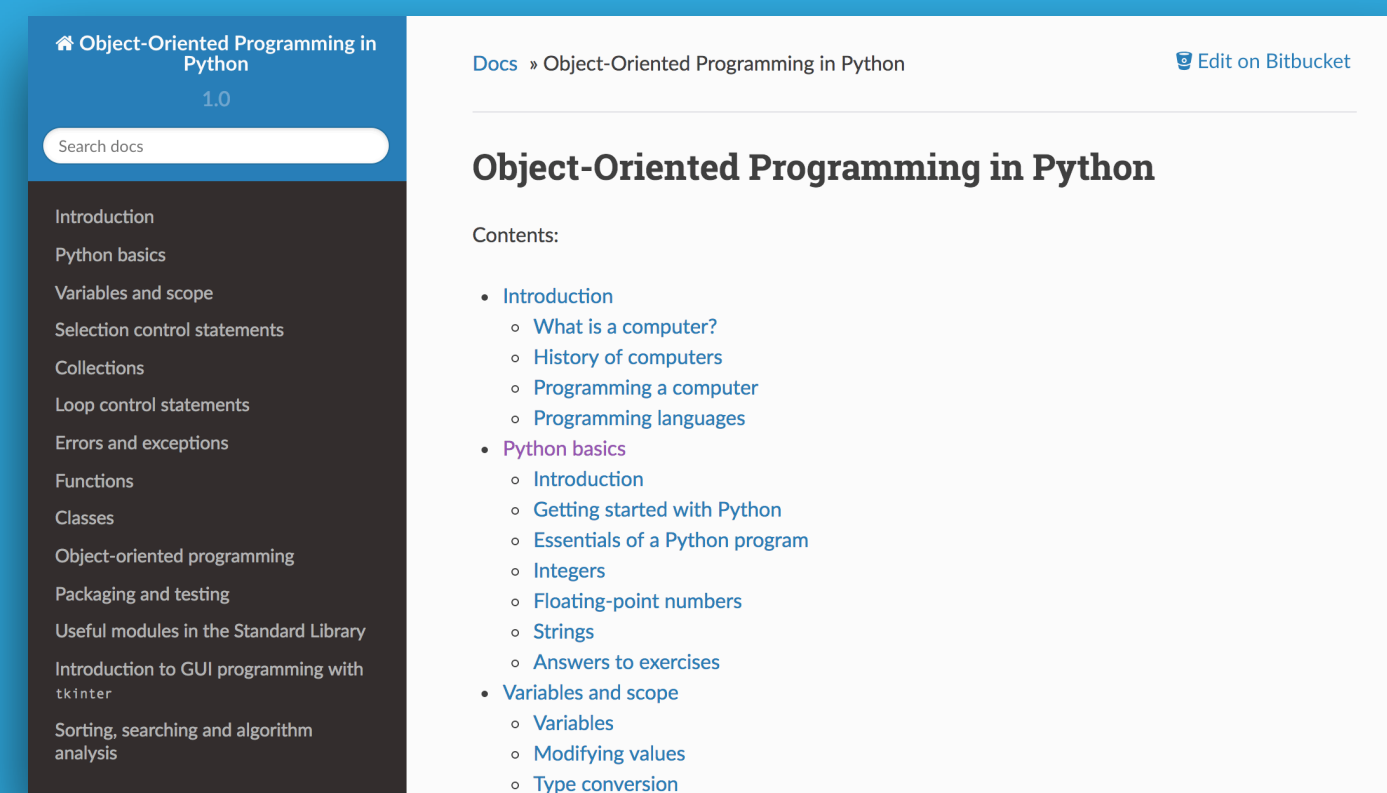 Object-Oriented Programming in
Python
1.0
Search docs
Introduction
Python basics
Variables and scope
Selection control statements
Collections
Loop control statements
Errors and exceptions
Functions
Classes
Object-oriented programming
Packaging and testing
Useful modules in the Standard Library
Introduction to GUI programming with
tkinter
Sorting, searching and algorithm
analysis
Docs » Object-Oriented Programming in Python
Edit on Bitbucket
Object-Oriented Programming in Python
Contents:
Introduction
What is a computer?
History of computers
Programming a computer
Programming languages
Python basics
Introduction
Getting started with Python
Essentials of a Python program
Integers
Floating-point numbers
Strings
Answers to exercises
Variables and scope
Variables
Modifying values
Type conversion